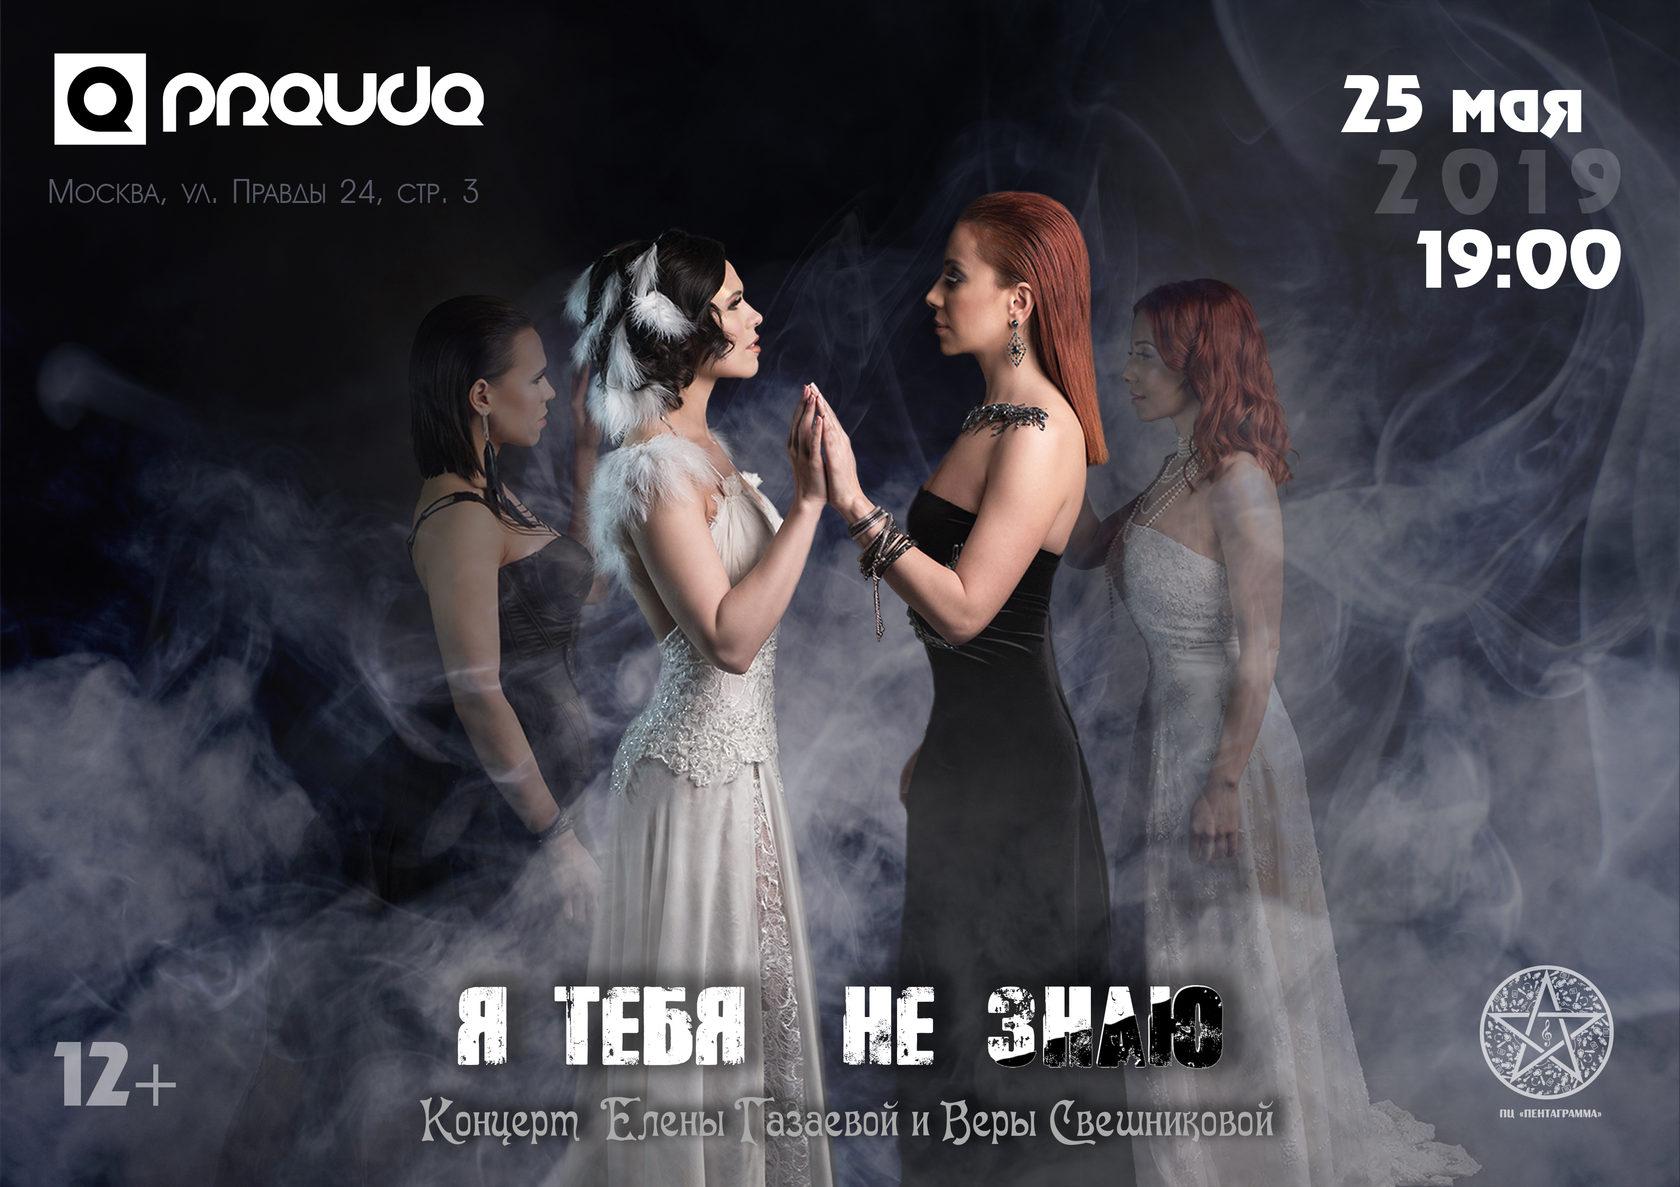 pravda
Москва, ул. Правды 24, стр. 3
25 мая
2019
19:00
Я ТЕБЯ НЕ ЗНАЮ
Концерт Елены Газаевой и Веры Свешниковой
12+
ПЦ «ПЕНТАГРАММА»